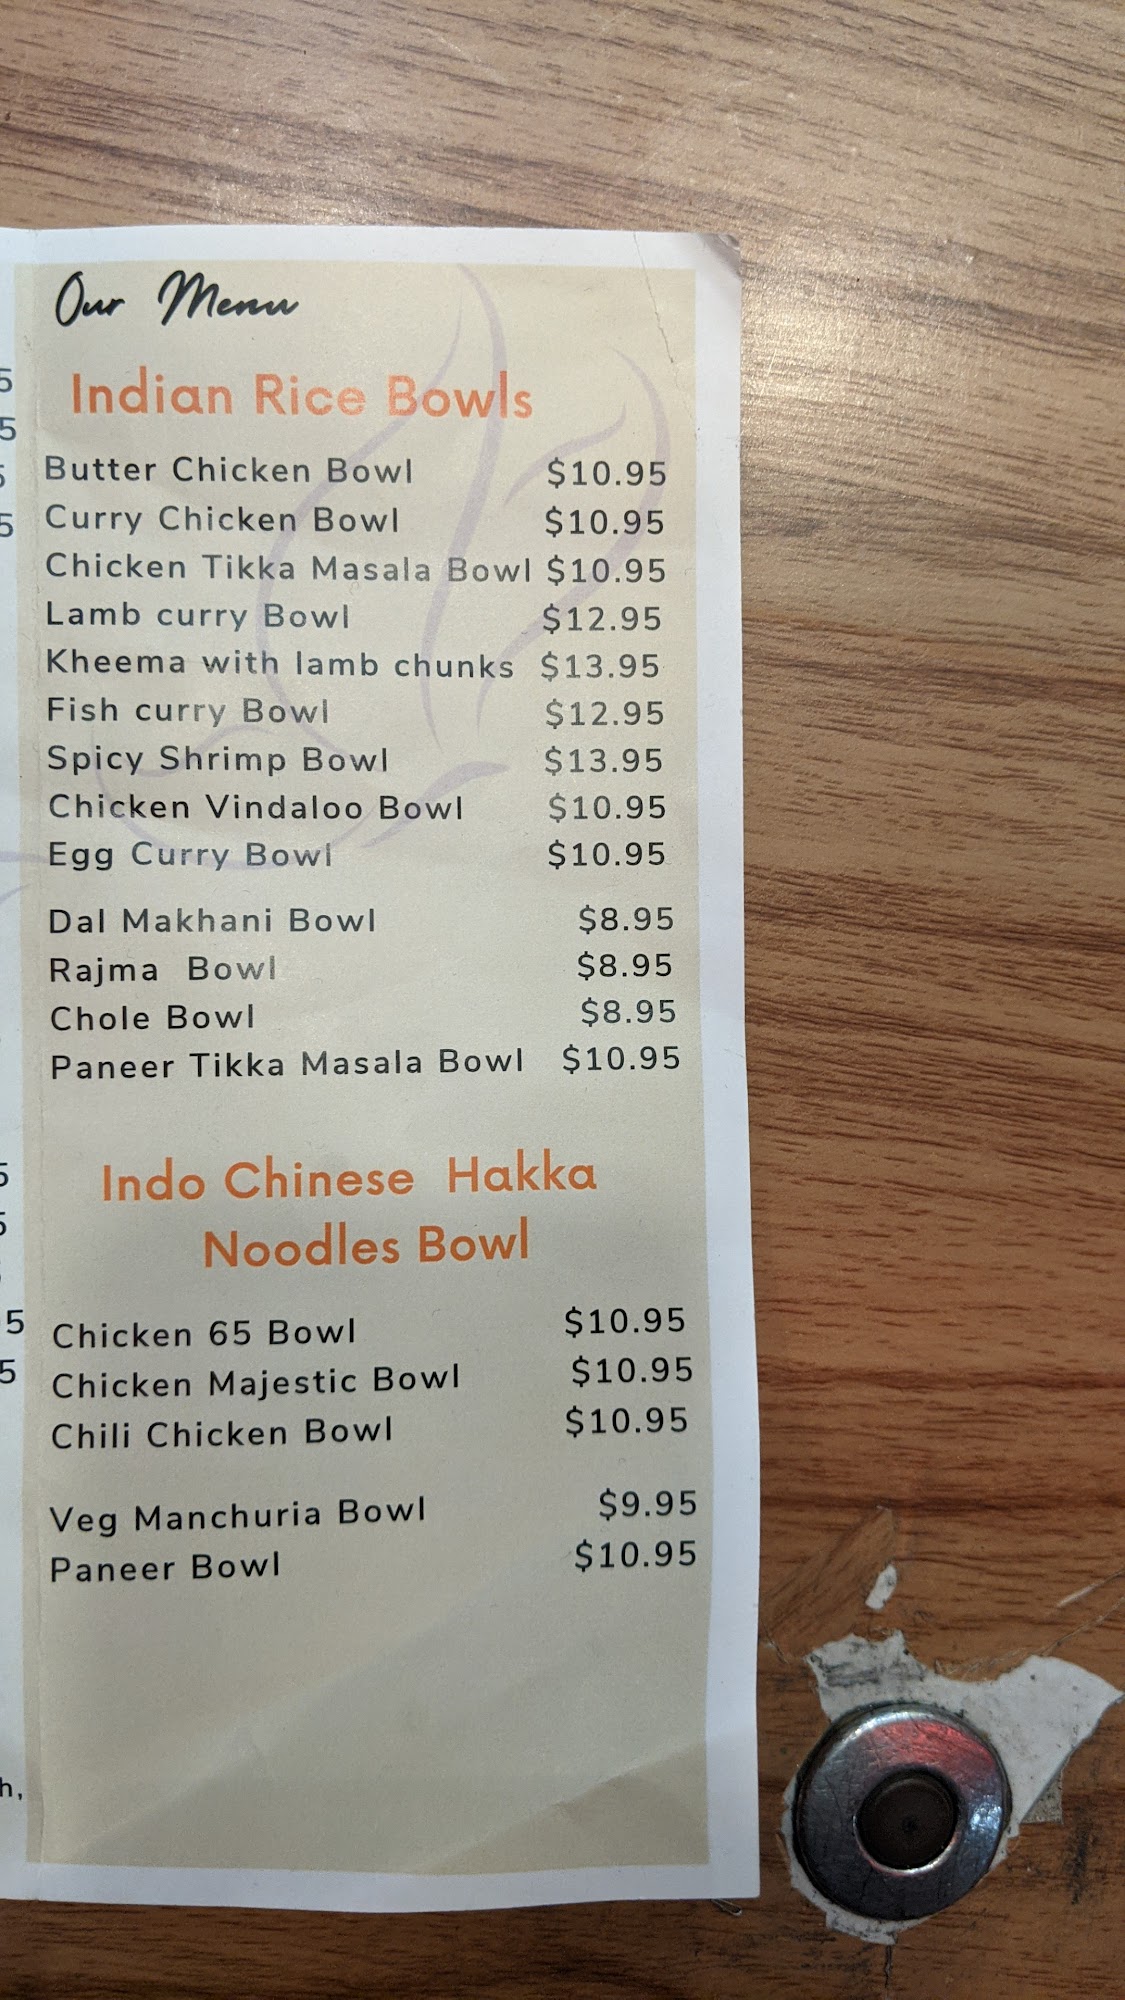 Our Menu
Indian Rice Bowls
Butter Chicken Bowl $10.95
Curry Chicken Bowl $10.95
Chicken Tikka Masala Bowl $10.95
Lamb curry Bowl $12.95
Kheema with lamb chunks $13.95
Fish curry Bowl $12.95
Spicy Shrimp Bowl $13.95
Chicken Vindaloo Bowl $10.95
Egg Curry Bowl $10.95
Dal Makhani Bowl $8.95
Rajma Bowl $8.95
Chole Bowl $8.95
Paneer Tikka Masala Bowl $10.95
Indo Chinese Hakka
Noodles Bowl
Chicken 65 Bowl $10.95
Chicken Majestic Bowl $10.95
Chili Chicken Bowl $10.95
Veg Manchuria Bowl $9.95
Paneer Bowl $10.95